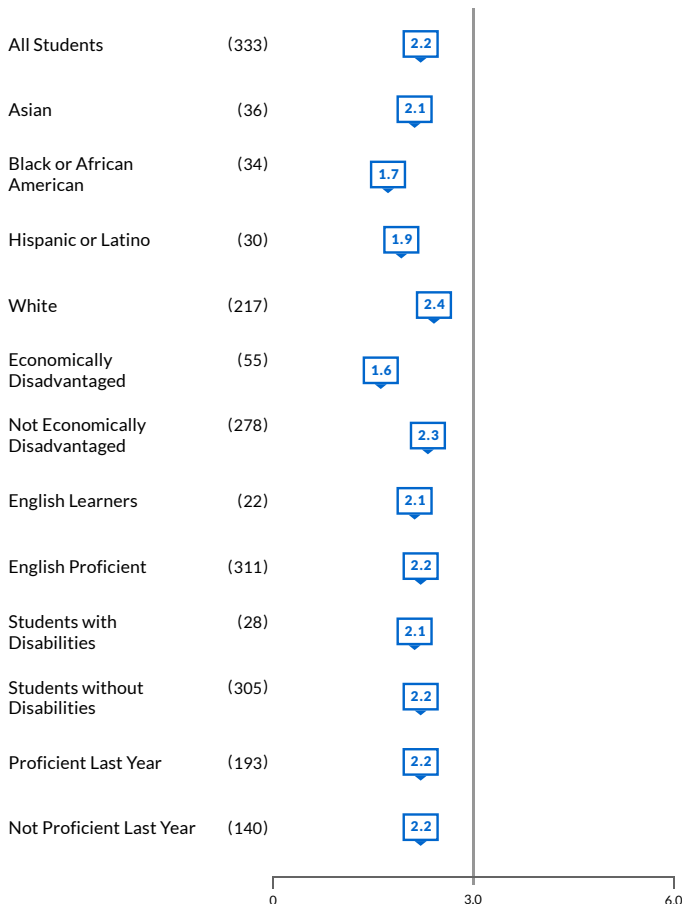 All Students (333) 2.2
Asian (36) 2.1
Black or African (34) 1.7
American
Hispanic or Latino (30) 1.9
White (217) 2.4
Economically (55) 1.6
Disadvantaged
Not Economically (278) 2.3
Disadvantaged
English Learners (22) 2.1
English Proficient (311) 2.2
Students with (28) 2.1
Disabilities
Students without (305) 2.2
Disabilities
Proficient Last Year (193) 2.2
Not Proficient Last Year (140) 2.2
0 3.0 6.0